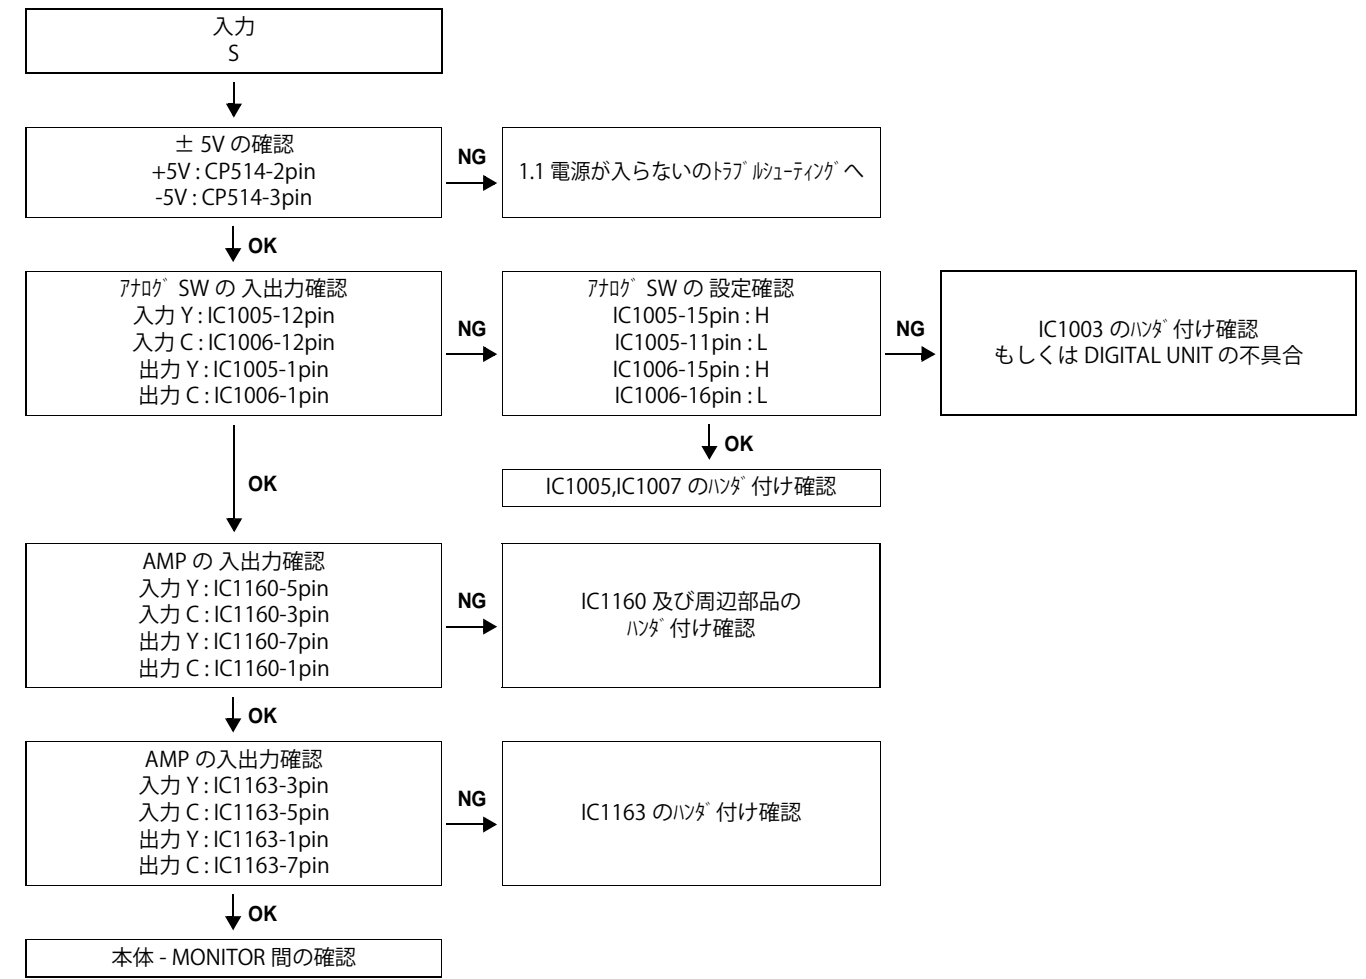 入力
S
± 5V の確認
+5V : CP514-2pin
-5V : CP514-3pin
NG
1.1 電源が入らないのﾄﾗﾌﾞﾙｼｭｰﾃｨﾝｸﾞへ
OK
ｱﾅﾛｸﾞ SW の 入出力確認
入力 Y : IC1005-12pin
入力 C : IC1006-12pin
出力 Y : IC1005-1pin
出力 C : IC1006-1pin
NG
ｱﾅﾛｸﾞ SW の 設定確認
IC1005-15pin : H
IC1005-11pin : L
IC1006-15pin : H
IC1006-16pin : L
NG
IC1003 のﾊﾝﾀﾞ付け確認
もしくは DIGITAL UNIT の不具合
OK
IC1005,IC1007 のﾊﾝﾀﾞ付け確認
OK
AMP の 入出力確認
入力 Y : IC1160-5pin
入力 C : IC1160-3pin
出力 Y : IC1160-7pin
出力 C : IC1160-1pin
NG
IC1160 及び周辺部品の
ﾊﾝﾀﾞ付け確認
OK
AMP の入出力確認
入力 Y : IC1163-3pin
入力 C : IC1163-5pin
出力 Y : IC1163-1pin
出力 C : IC1163-7pin
NG
IC1163 のﾊﾝﾀﾞ付け確認
OK
本体 - MONITOR 間の確認